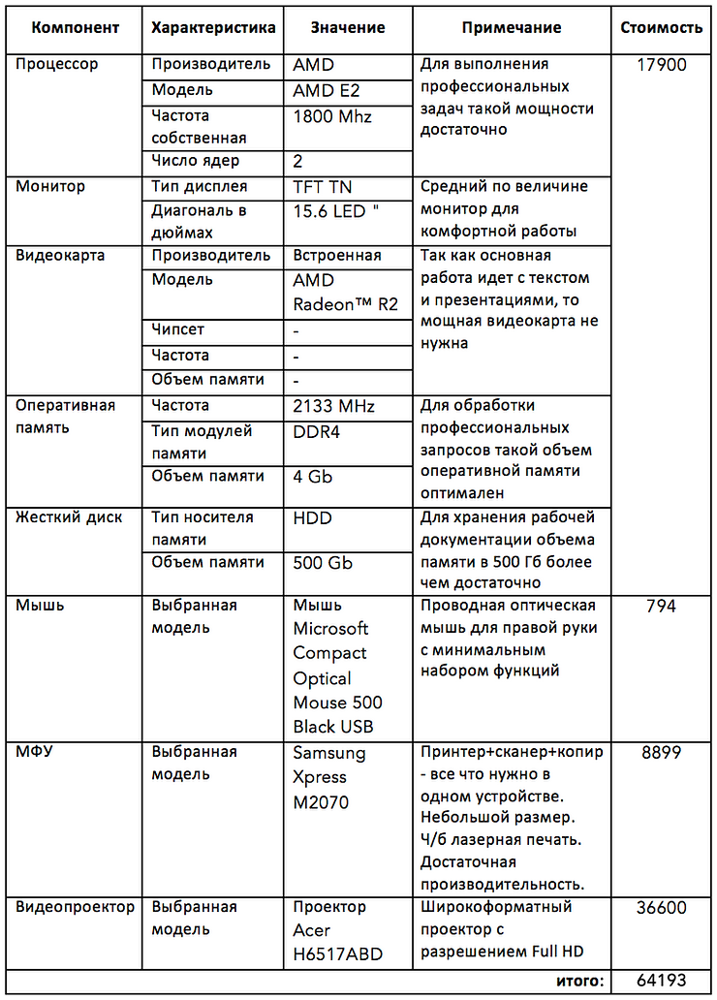 Компонент Характеристика Значение Примечание Стоимость
Процессор Производитель AMD Для выполнения 17900
Модель AMD E2 профессиональных
Частота 1800 Mhz задач такой мощности
собственная достаточно
Число ядер 2
Монитор Тип дисплея TFT TN Средний по величине
Диагональ в 15.6 LED " монитор для
дюймах комфортной работы
Видеокарта Производитель Встроенная Так как основная
Модель AMD работа идет с текстом
Radeon™ R2 и презентациями, то
Чипсет - мощная видеокарта не
Частота - нужна
Объем памяти -
Оперативная Частота 2133 MHz Для обработки
память Тип модулей DDR4 профессиональных
памяти запросов такой объем
Объем памяти 4 Gb оперативной памяти
оптимален
Жесткий диск Тип носителя HDD Для хранения рабочей
памяти документации объема
Объем памяти 500 Gb памяти в 500 Гб более
чем достаточно
Мышь Выбранная Мышь Проводная оптическая 794
модель Microsoft мышь для правой руки
Compact с минимальным
Optical набором функций
Mouse 500
Black USB
МФУ Выбранная Samsung Принтер+сканер+копир 8899
модель Xpress - все что нужно в
M2070 одном устройстве.
Небольшой размер.
Ч/б лазерная печать.
Достаточная
производительность.
Видеопроектор Выбранная Проектор Широкоформатный 36600
модель Acer проектор с
H6517ABD разрешением Full HD
итого: 64193